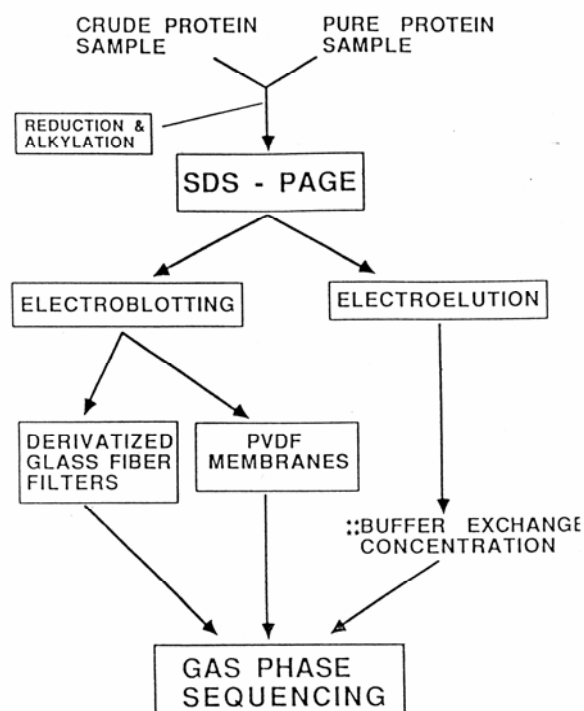 CRUDE PROTEIN
SAMPLE
PURE PROTEIN
SAMPLE
REDUCTION &
ALKYLATION
SDS - PAGE
ELECTROBLOTTING
ELECTROELUTION
DERIVATIZED
GLASS FIBER
FILTERS
PVDF
MEMBRANES
::BUFFER EXCHANGE
CONCENTRATION
GAS PHASE
SEQUENCING